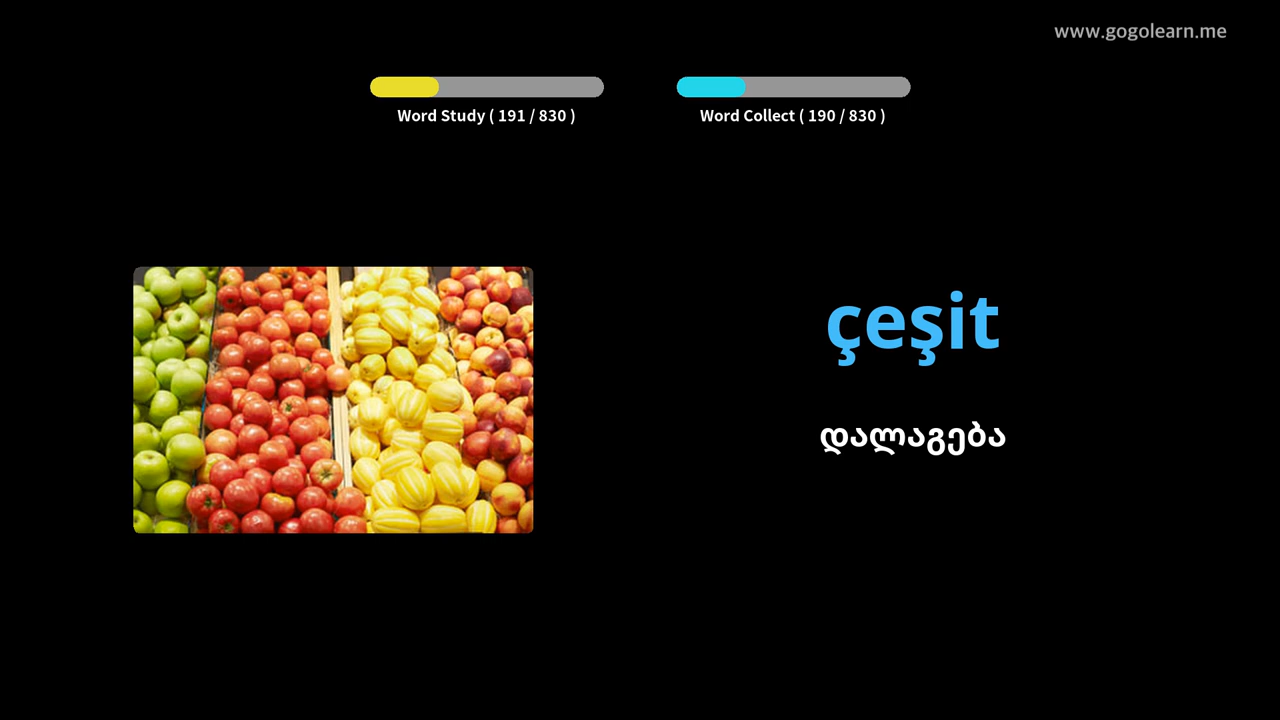 www.gogolearn.me
Word Study ( 191 / 830 )
Word Collect ( 190 / 830 )
çeşit
დალაგება